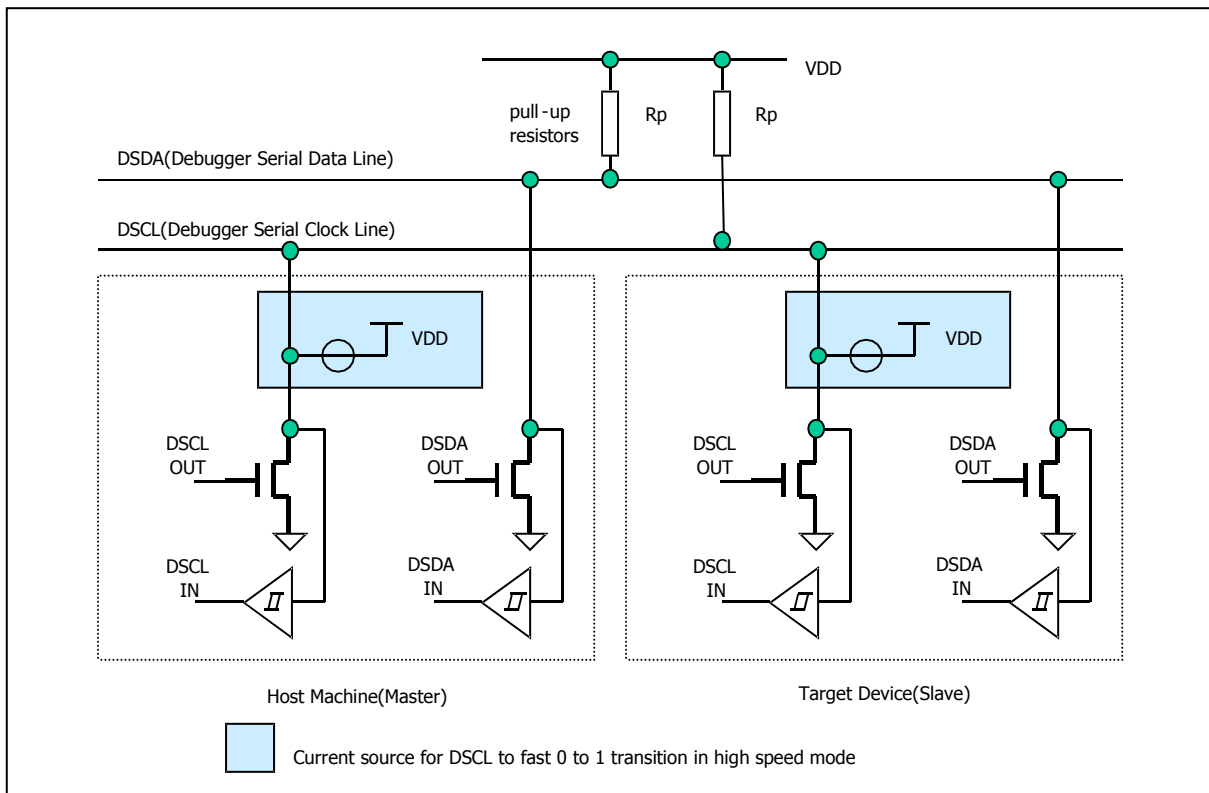 VDD
pull-up
resistors
Rp
Rp
DSDA(Debugger Serial Data Line)
DSCL(Debugger Serial Clock Line)
VDD
VDD
DSCL
OUT
DSDA
OUT
DSCL
OUT
DSDA
OUT
DSCL
IN
DSDA
IN
DSCL
IN
DSDA
IN
Host Machine(Master)
Target Device(Slave)
Current source for DSCL to fast 0 to 1 transition in high speed mode